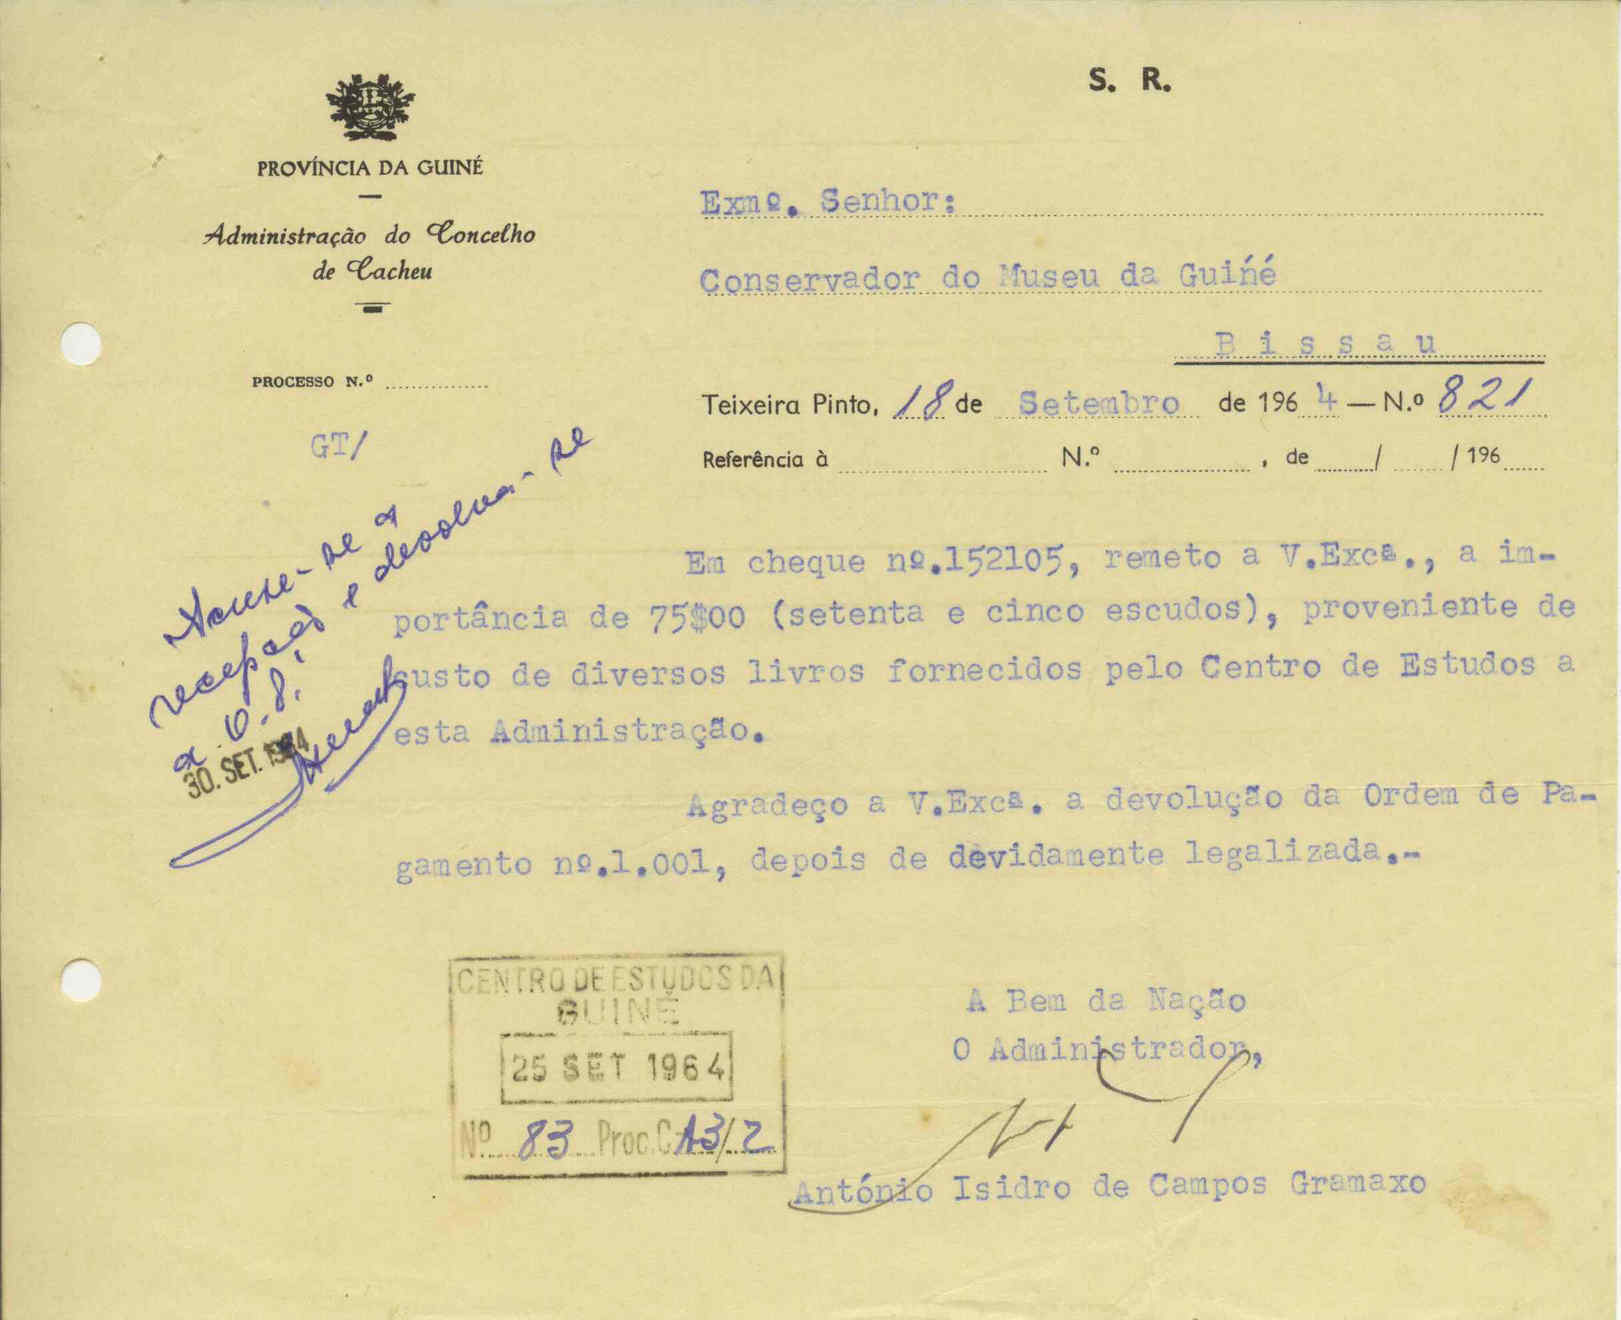 S. R.
PROVÍNCIA DA GUINÉ
Administração do Concelho
de Cacheu
PROCESSO N.º
GT/
Exmº. Senhor:
Conservador do Museu da Guiné
Bissau
Teixeira Pinto, 18 de Setembro de 1964 — N.º 821
Referência à N.º , de / /196
Acuse-se a
recepção e devolva-se
a O.P.
30. SET. 1964
Em cheque nº.152105, remeto a V.Excª., a im-
portância de 75$00 (setenta e cinco escudos), proveniente de
custo de diversos livros fornecidos pelo Centro de Estudos a
esta Administração.
Agradeço a V.Excª. a devolução da Ordem de Pa-
gamento nº.1.001, depois de devidamente legalizada.-
CENTRO DE ESTUDOS DA
GUINÉ
25 SET 1964
Nº 83 Proc. C A3/2
A Bem da Nação
O Administrador,
António Isidro de Campos Gramaxo